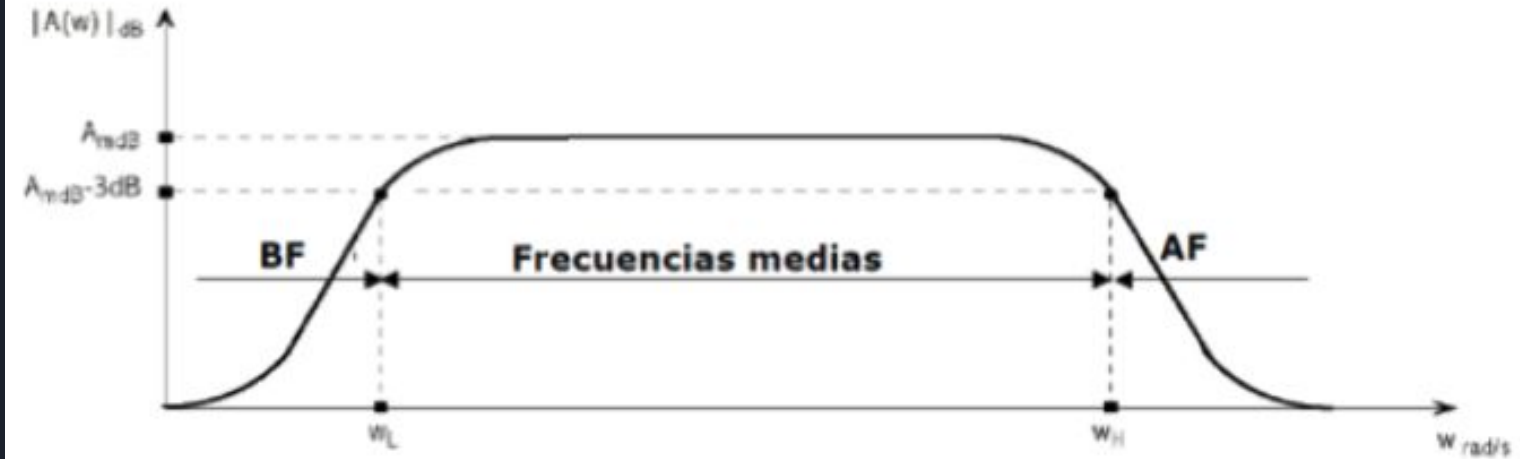 |A(w)|dB
AmdB
AmdB-3dB
BF
Frecuencias medias
AF
wL
wH
w rad/s